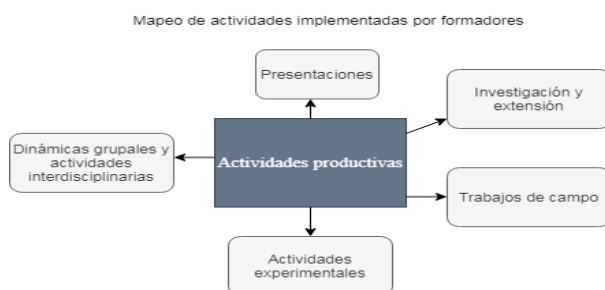 Mapeo de actividades implementadas por formadores
Presentaciones
Investigación y
extensión
Dinámicas grupales y
actividades
interdisciplinarias
Actividades productivas
Trabajos de campo
Actividades
experimentales